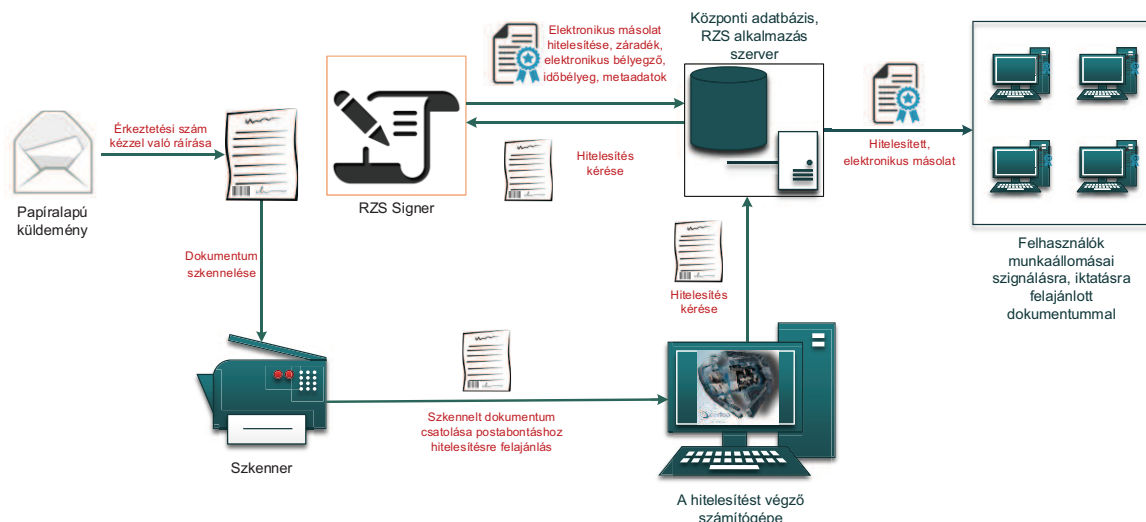 Papíralapú
küldemény
Érkeztetési szám
kézzel való ráírása
Dokumentum
szkennelése
Szkenner
Szkennelt dokumentum
csatolása postabontáshoz
hitelesítésre felajánlás
A hitelesítést végző
számítógépe
Hitelesítés
kérése
Központi adatbázis,
RZS alkalmazás
szerver
Hitelesítés
kérése
RZS Signer
Elektronikus másolat
hitelesítése, záradék,
elektronikus bélyegző,
időbélyeg, metaadatok
Hitelesített,
elektronikus másolat
Felhasználók
munkaállomásai
szignálásra, iktatásra
felajánlott
dokumentummal